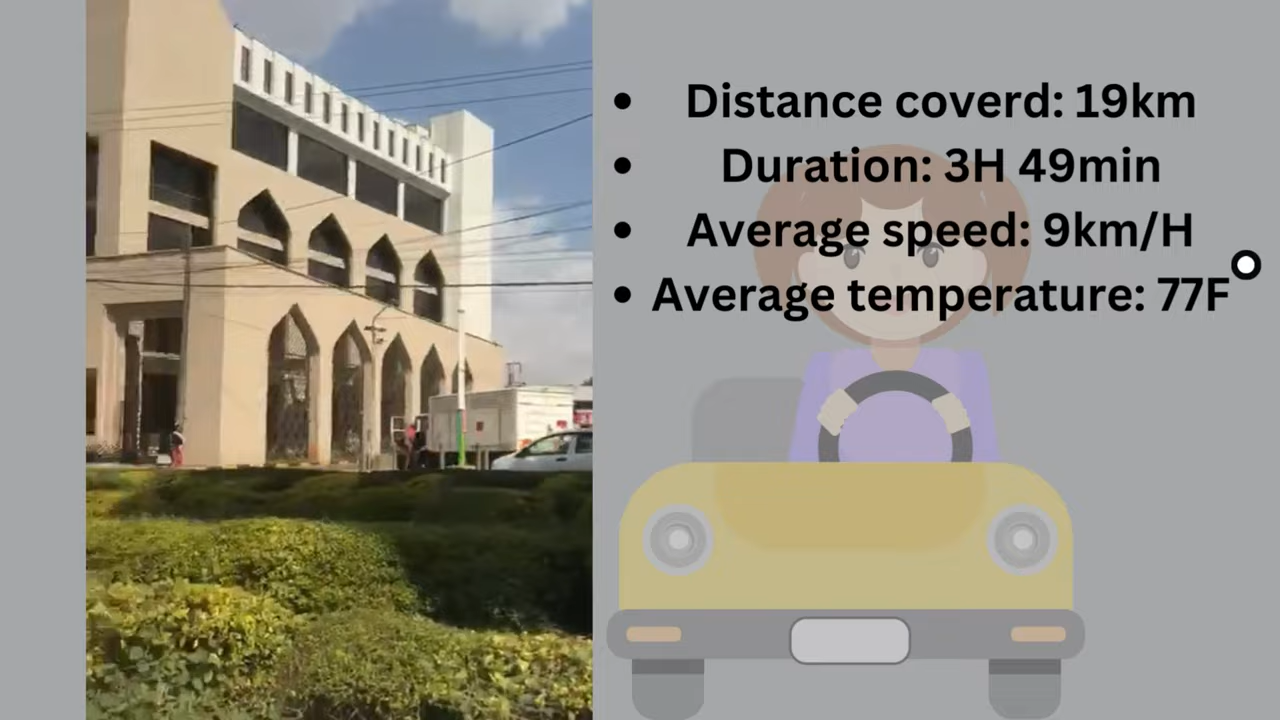 Distance coverd: 19km
Duration: 3H 49min
Average speed: 9km/H
Average temperature: 77F°